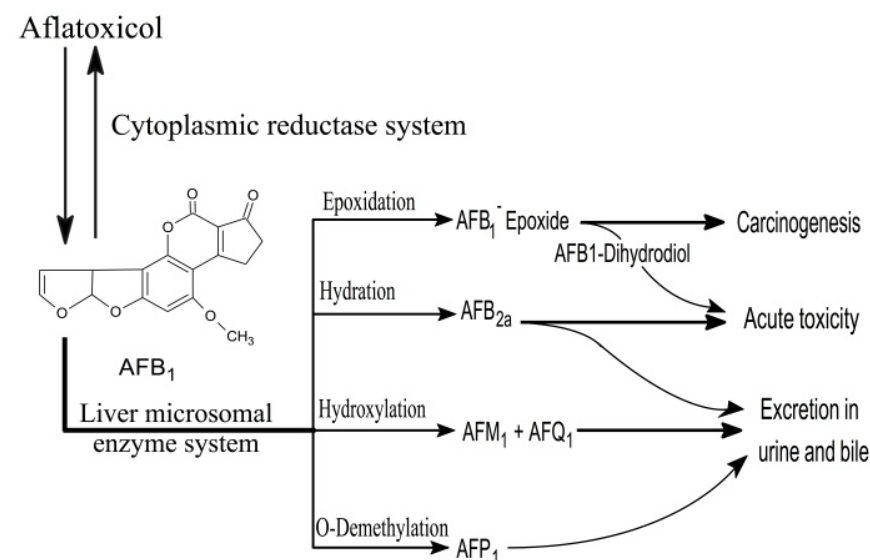 Aflatoxicol
Cytoplasmic reductase system
O
O
O
O
O
O
CH3
AFB1
Liver microsomal
enzyme system
Epoxidation
AFB1- Epoxide
Carcinogenesis
AFB1-Dihydrodiol
Hydration
AFB2a
Acute toxicity
Hydroxylation
AFM1 + AFQ1
Excretion in
urine and bile
O-Demethylation
AFP1